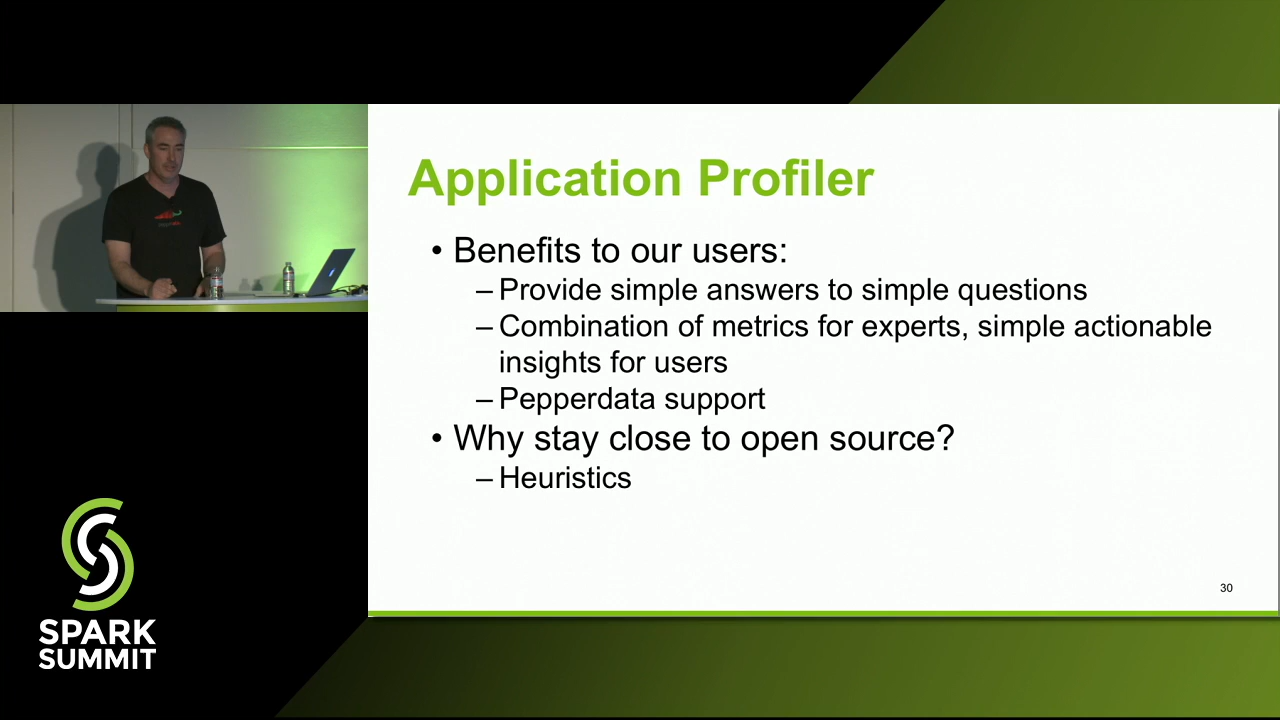 Application Profiler
• Benefits to our users:
– Provide simple answers to simple questions
– Combination of metrics for experts, simple actionable
insights for users
– Pepperdata support
• Why stay close to open source?
– Heuristics
30
SPARK
SUMMIT